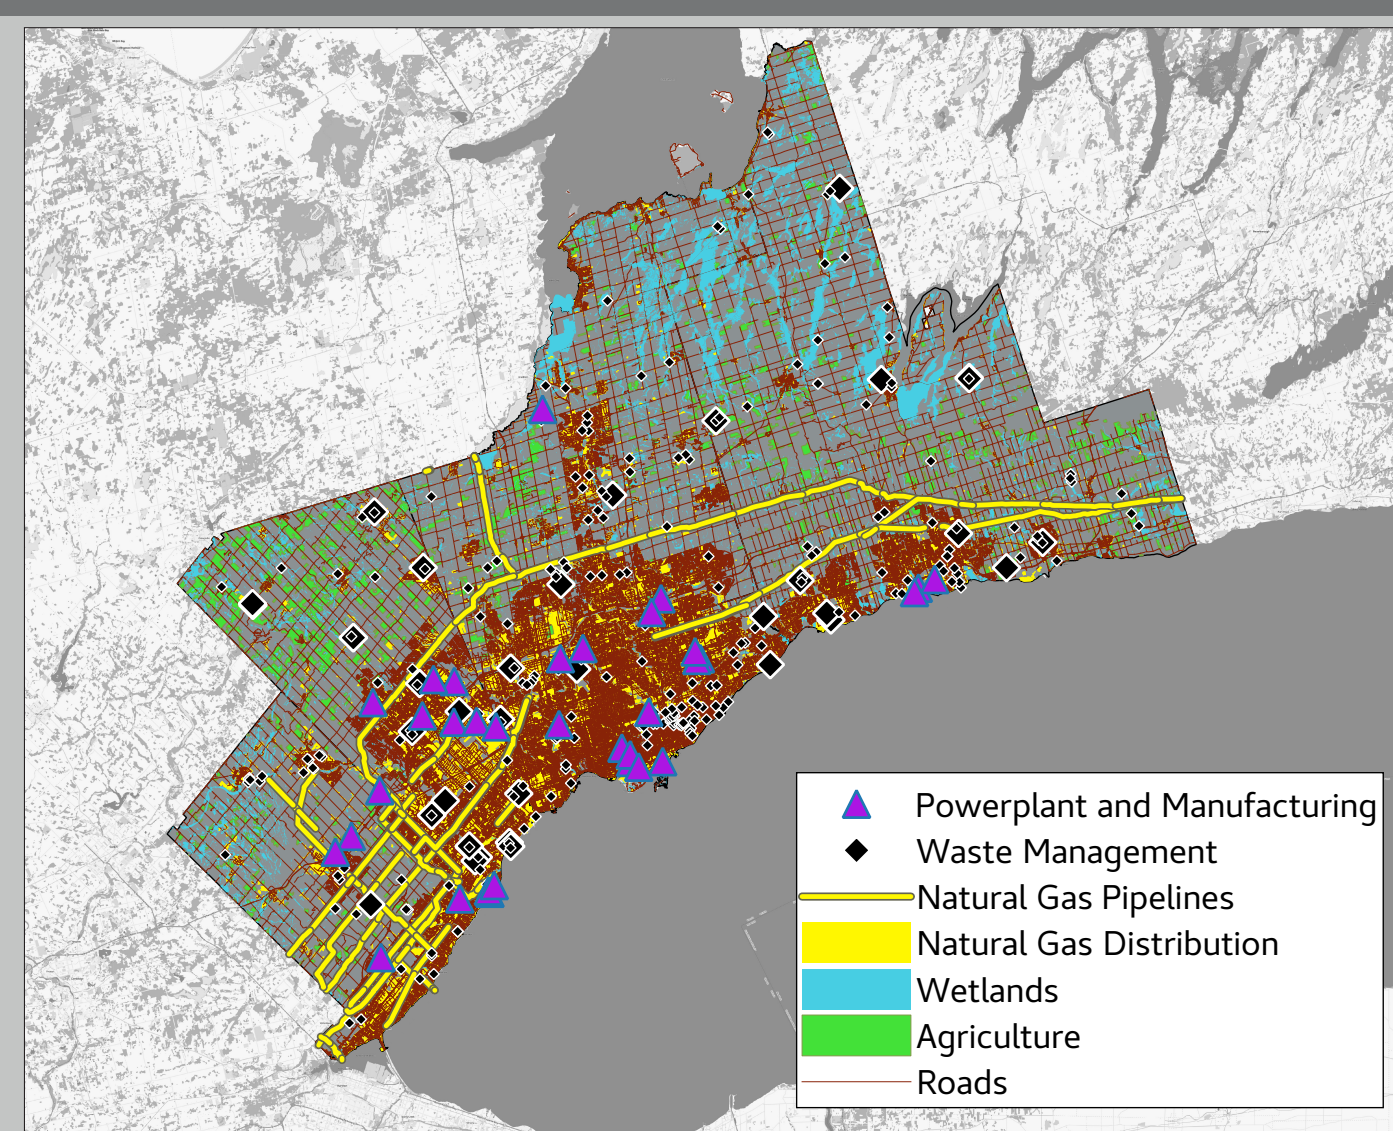 Powerplant and Manufacturing
Waste Management
Natural Gas Pipelines
Natural Gas Distribution
Wetlands
Agriculture
Roads